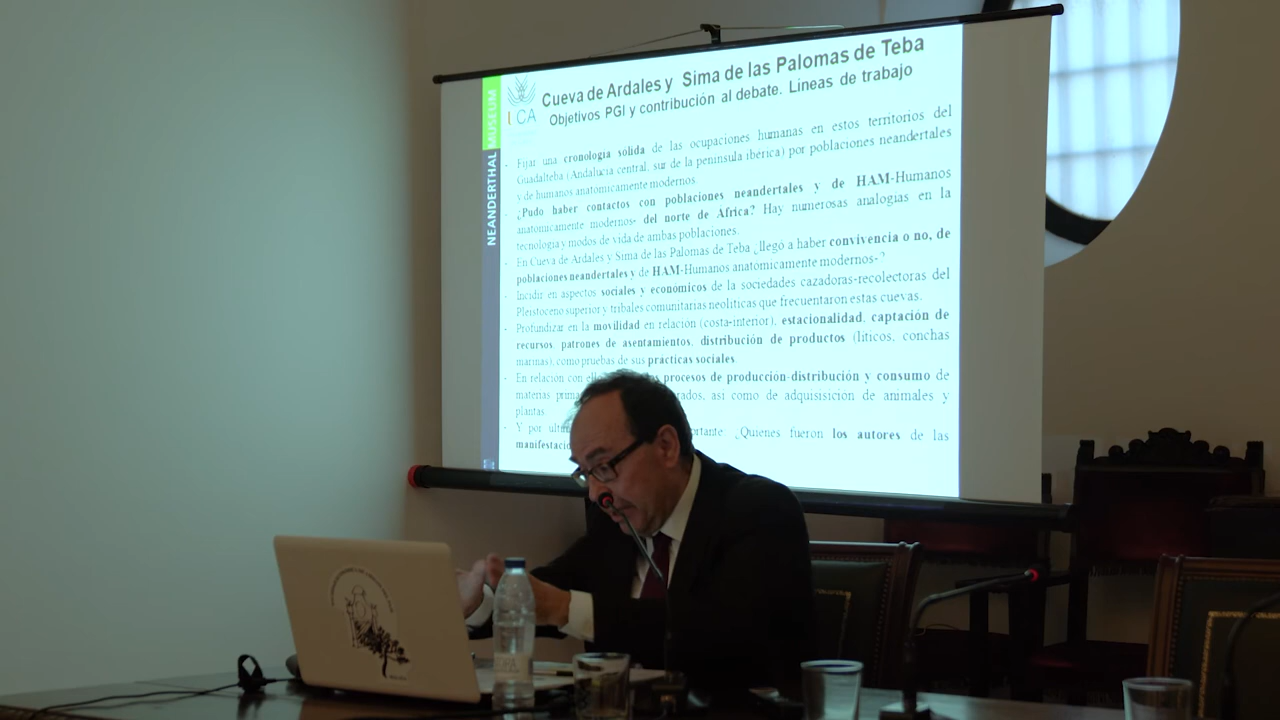 Cueva de Ardales y Sima de las Palomas de Teba
Objetivos PGI y contribución al debate. Líneas de trabajo
NEANDERTHAL MUSEUM
UCA
- Fijar una cronología sólida de las ocupaciones humanas en estos territorios del
Guadalteba (Andalucía central, sur de la península ibérica) por poblaciones neandertales
y de humanos anatómicamente modernos.
- ¿Pudo haber contactos con poblaciones neandertales y de HAM-Humanos
anatómicamente modernos- del norte de África? Hay numerosas analogías en la
tecnología y modos de vida de ambas poblaciones.
- En Cueva de Ardales y Sima de las Palomas de Teba ¿llegó a haber convivencia o no, de
poblaciones neandertales y de HAM-Humanos anatómicamente modernos-?
- Incidir en aspectos sociales y económicos de la sociedades cazadoras-recolectoras del
Pleistoceno superior y tribales comunitarias neolíticas que frecuentaron estas cuevas.
- Profundizar en la movilidad en relación (costa-interior), estacionalidad, captación de
recursos, patrones de asentamientos, distribución de productos (líticos, conchas
marinas), como pruebas de sus prácticas sociales.
- En relación con procesos de producción-distribución y consumo de
materias así como de adquisisición de animales y
plantas.
- Y por ¿Quienes fueron los autores de las